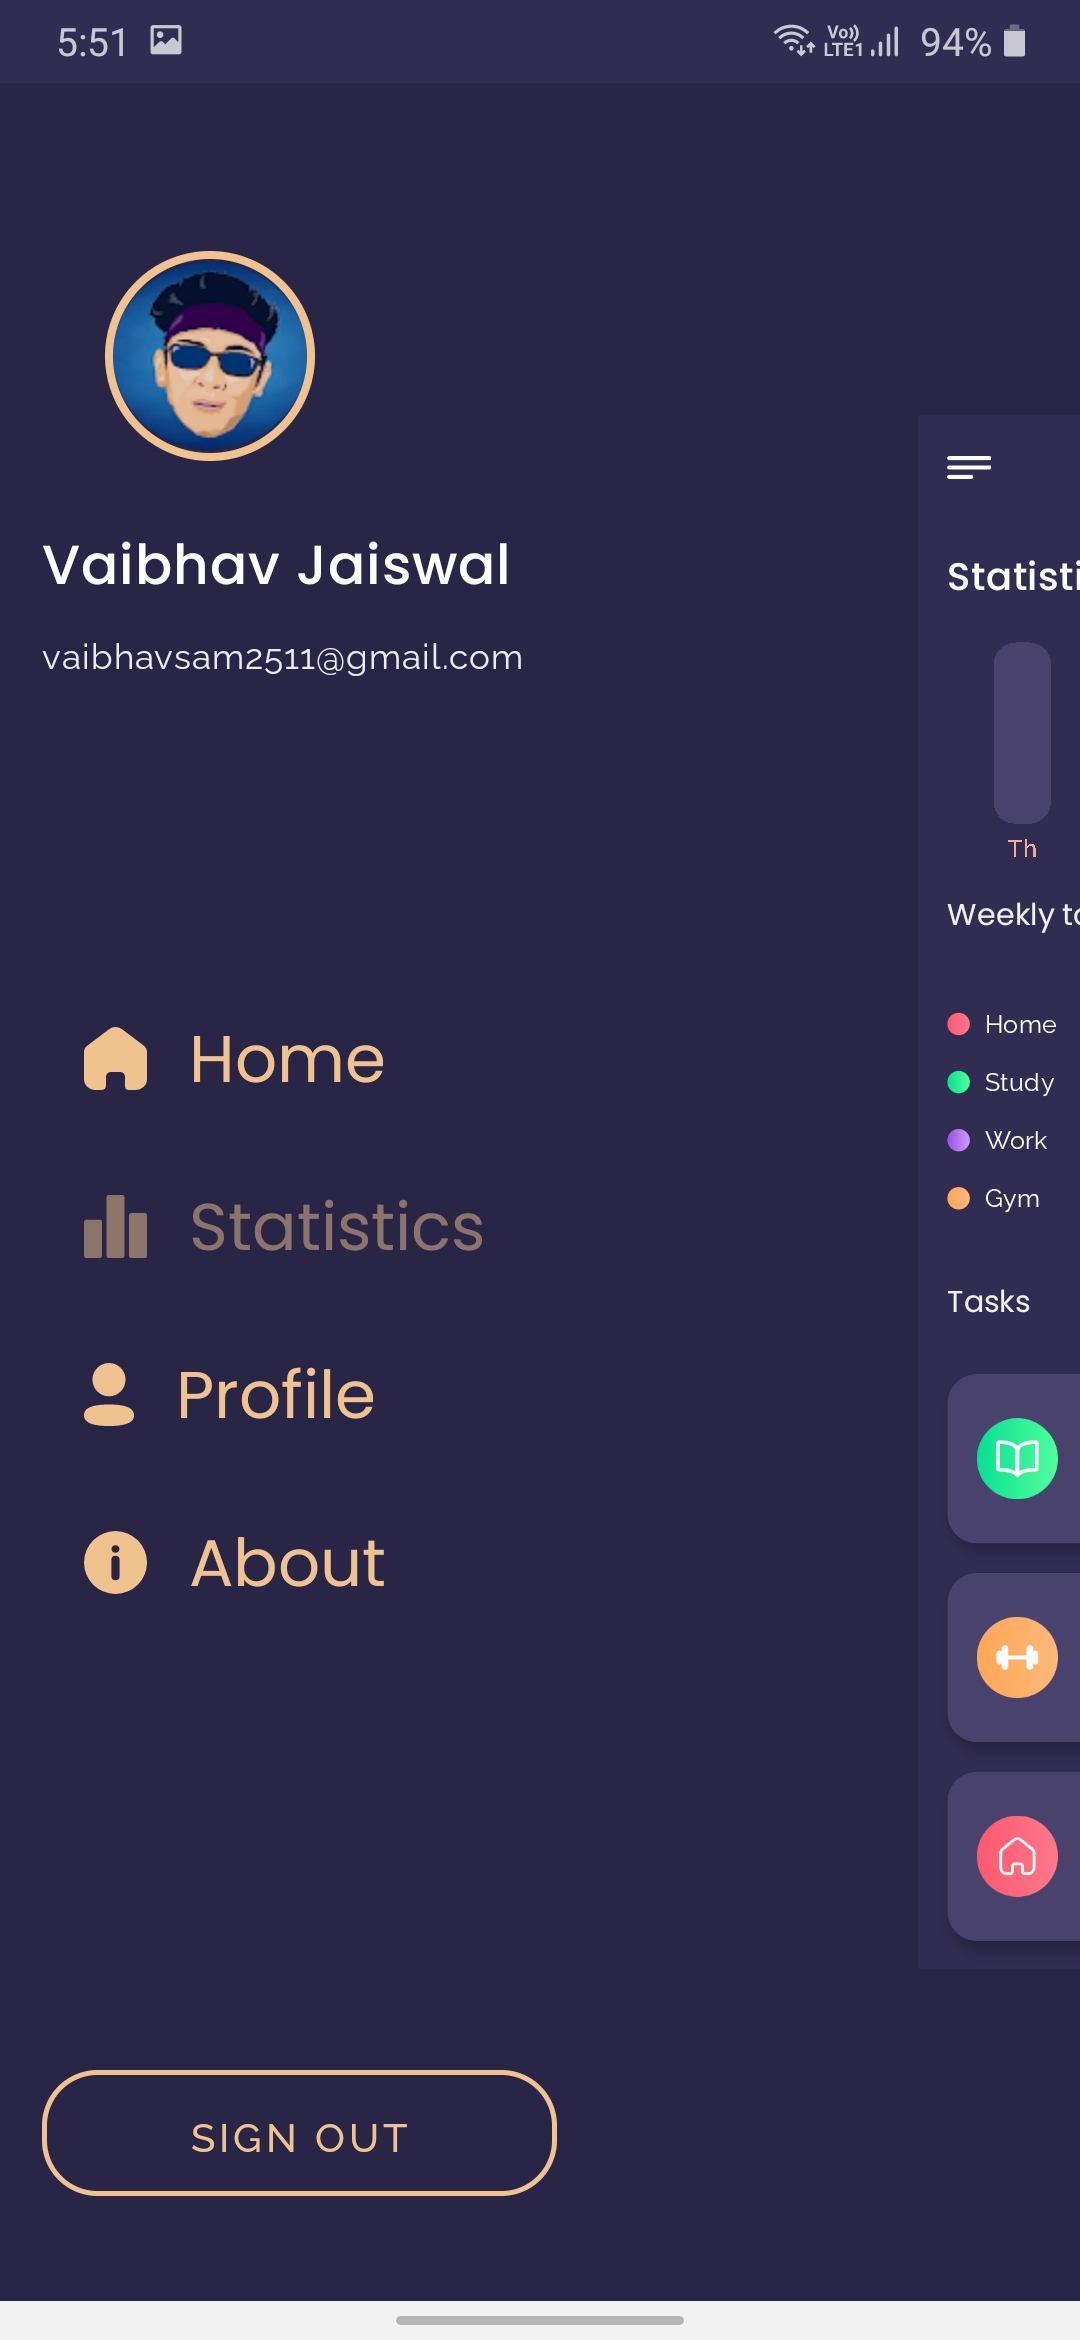 5:51
Vo))
LTE1
94%
Vaibhav Jaiswal
vaibhavsam2511@gmail.com
Home
Statistics
Profile
About
SIGN OUT
Statisti
Th
Weekly to
Home
Study
Work
Gym
Tasks